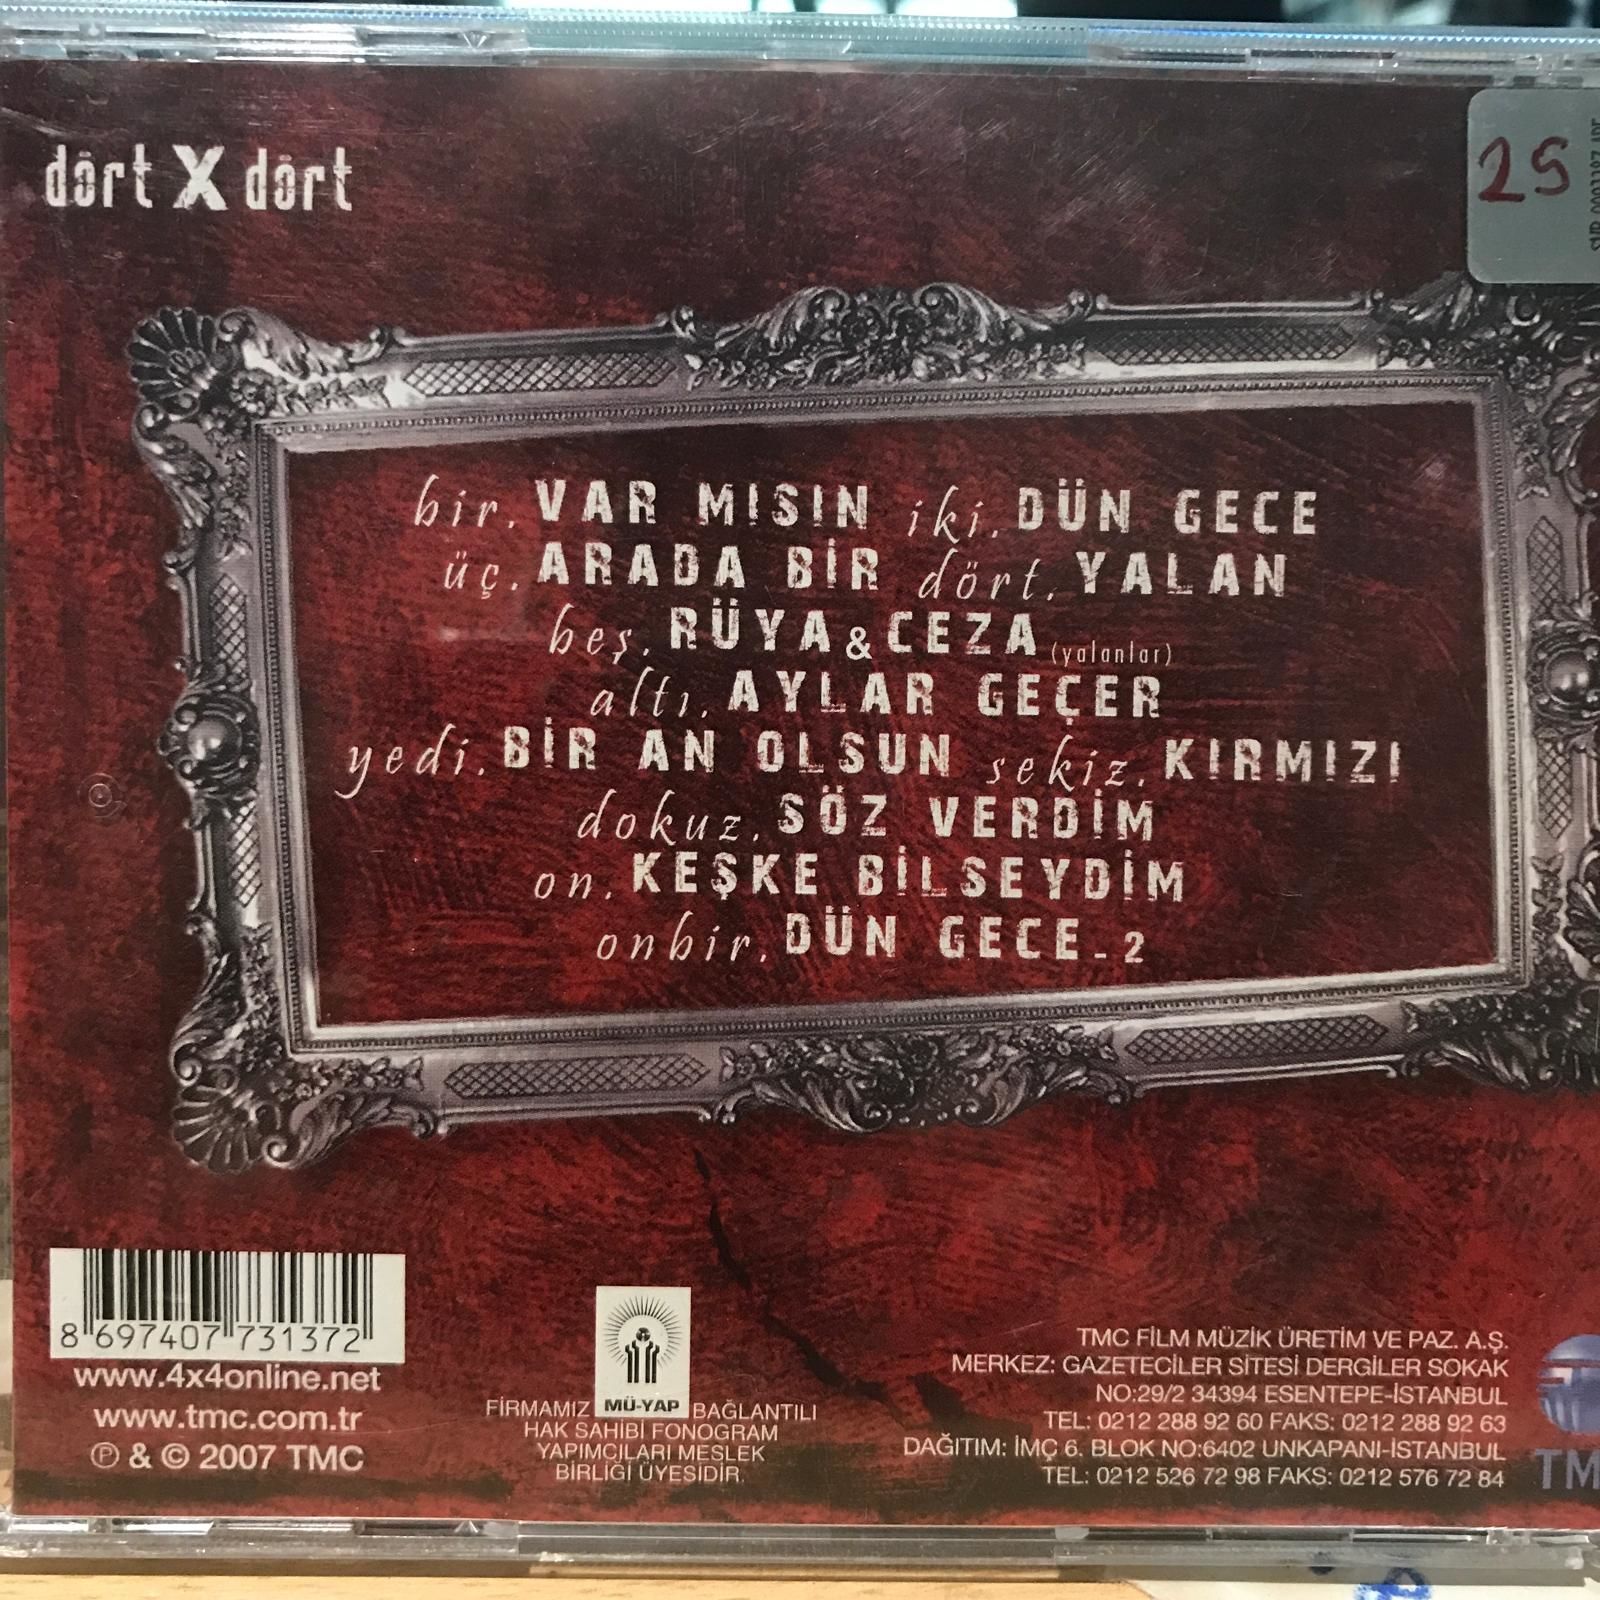 dört X dört
25
bir. VAR MISIN iki. DÜN GECE
üç. ARADA BİR dört. YALAN
beş. RÜYA & CEZA (yalanlar)
altı. AYLAR GEÇER
yedi. BİR AN OLSUN sekiz. KIRMIZI
dokuz. SÖZ VERDİM
on. KEŞKE BİLSEYDİM
onbir. DÜN GECE - 2
8 697407 731372
www.4x4online.net
www.tmc.com.tr
℗ & © 2007 TMC
FİRMAMIZ MÜ-YAP BAĞLANTILI
HAK SAHİBİ FONOGRAM
YAPIMCILARI MESLEK
BİRLİĞİ ÜYESİDİR.
TMC FİLM MÜZİK ÜRETİM VE PAZ. A.Ş.
MERKEZ: GAZETECİLER SİTESİ DERGİLER SOKAK
NO:29/2 34394 ESENTEPE-İSTANBUL
TEL: 0212 288 92 60 FAKS: 0212 288 92 63
DAĞITIM: İMÇ 6. BLOK NO:6402 UNKAPANI-İSTANBUL
TEL: 0212 526 72 98 FAKS: 0212 576 72 84
TM